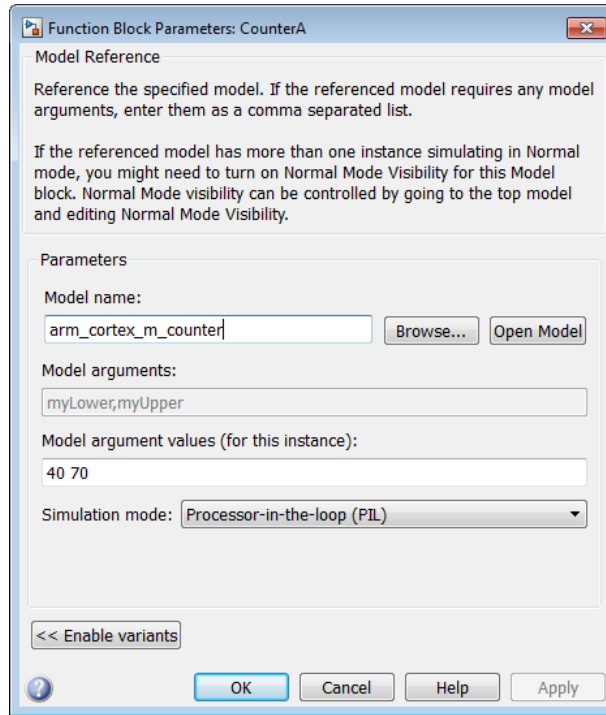 Function Block Parameters: CounterA
Model Reference
Reference the specified model. If the referenced model requires any model
arguments, enter them as a comma separated list.
If the referenced model has more than one instance simulating in Normal
mode, you might need to turn on Normal Mode Visibility for this Model
block. Normal Mode visibility can be controlled by going to the top model
and editing Normal Mode Visibility.
Parameters
Model name:
arm_cortex_m_counter Browse... Open Model
Model arguments:
myLower,myUpper
Model argument values (for this instance):
40 70
Simulation mode: Processor-in-the-loop (PIL)
<< Enable variants
OK Cancel Help Apply